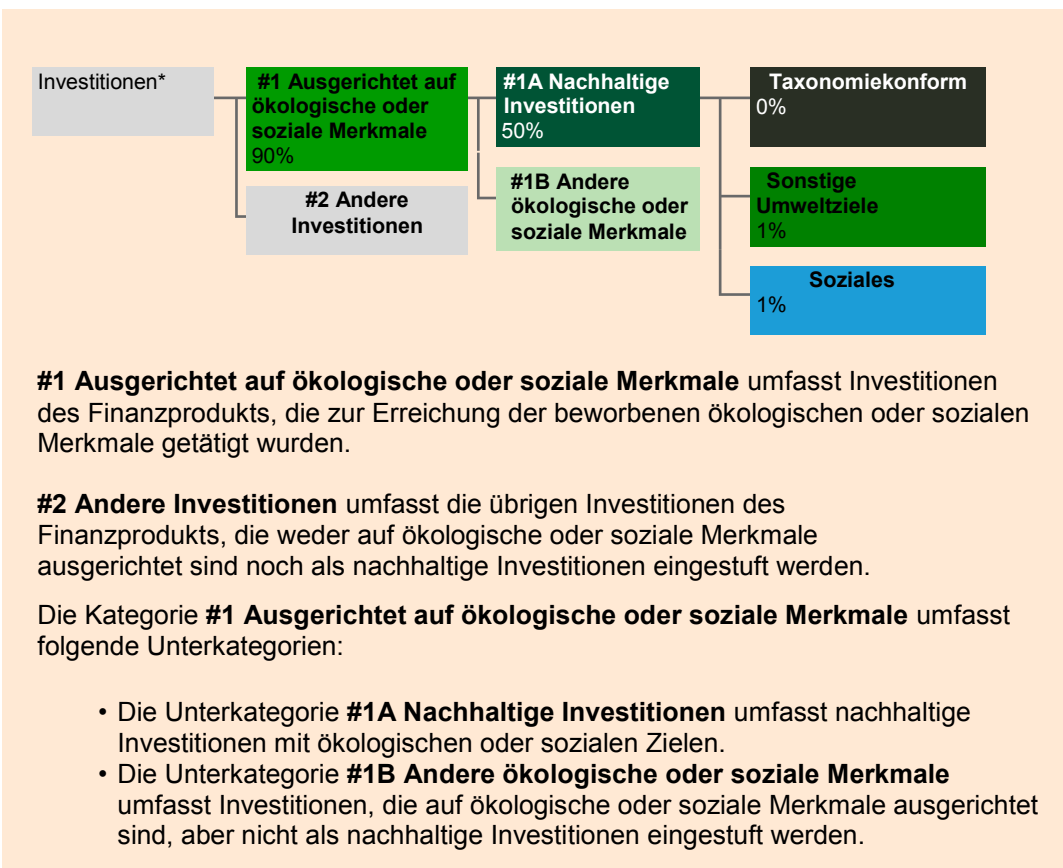 Investitionen*
#1 Ausgerichtet auf
ökologische oder
soziale Merkmale
90%
#2 Andere
Investitionen
#1A Nachhaltige
Investitionen
50%
#1B Andere
ökologische oder
soziale Merkmale
Taxonomiekonform
0%
Sonstige
Umweltziele
1%
Soziales
1%
#1 Ausgerichtet auf ökologische oder soziale Merkmale umfasst Investitionen
des Finanzprodukts, die zur Erreichung der beworbenen ökologischen oder sozialen
Merkmale getätigt wurden.
#2 Andere Investitionen umfasst die übrigen Investitionen des
Finanzprodukts, die weder auf ökologische oder soziale Merkmale
ausgerichtet sind noch als nachhaltige Investitionen eingestuft werden.
Die Kategorie #1 Ausgerichtet auf ökologische oder soziale Merkmale umfasst
folgende Unterkategorien:
• Die Unterkategorie #1A Nachhaltige Investitionen umfasst nachhaltige
Investitionen mit ökologischen oder sozialen Zielen.
• Die Unterkategorie #1B Andere ökologische oder soziale Merkmale
umfasst Investitionen, die auf ökologische oder soziale Merkmale ausgerichtet
sind, aber nicht als nachhaltige Investitionen eingestuft werden.